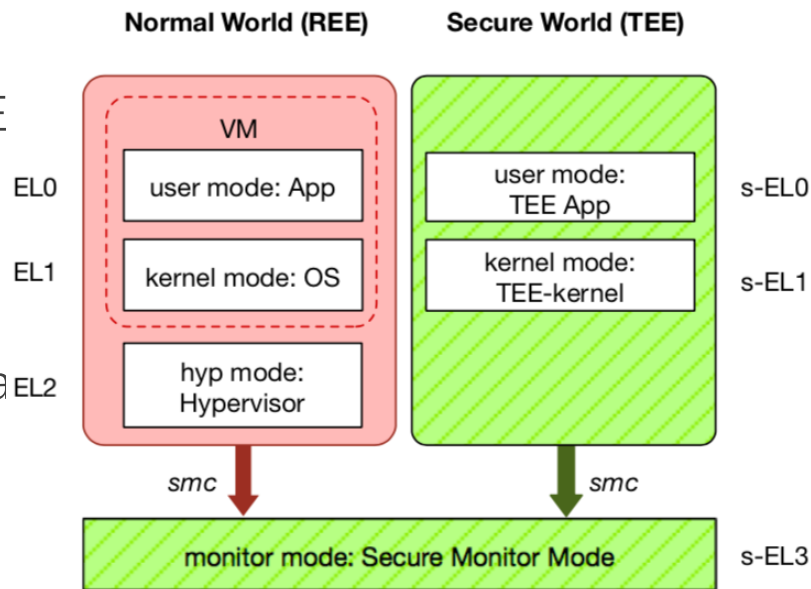 Normal World (REE)
Secure World (TEE)
VM
EL0
user mode: App
user mode:
TEE App
s-EL0
EL1
kernel mode: OS
kernel mode:
TEE-kernel
s-EL1
EL2
hyp mode:
Hypervisor
smc
smc
monitor mode: Secure Monitor Mode
s-EL3